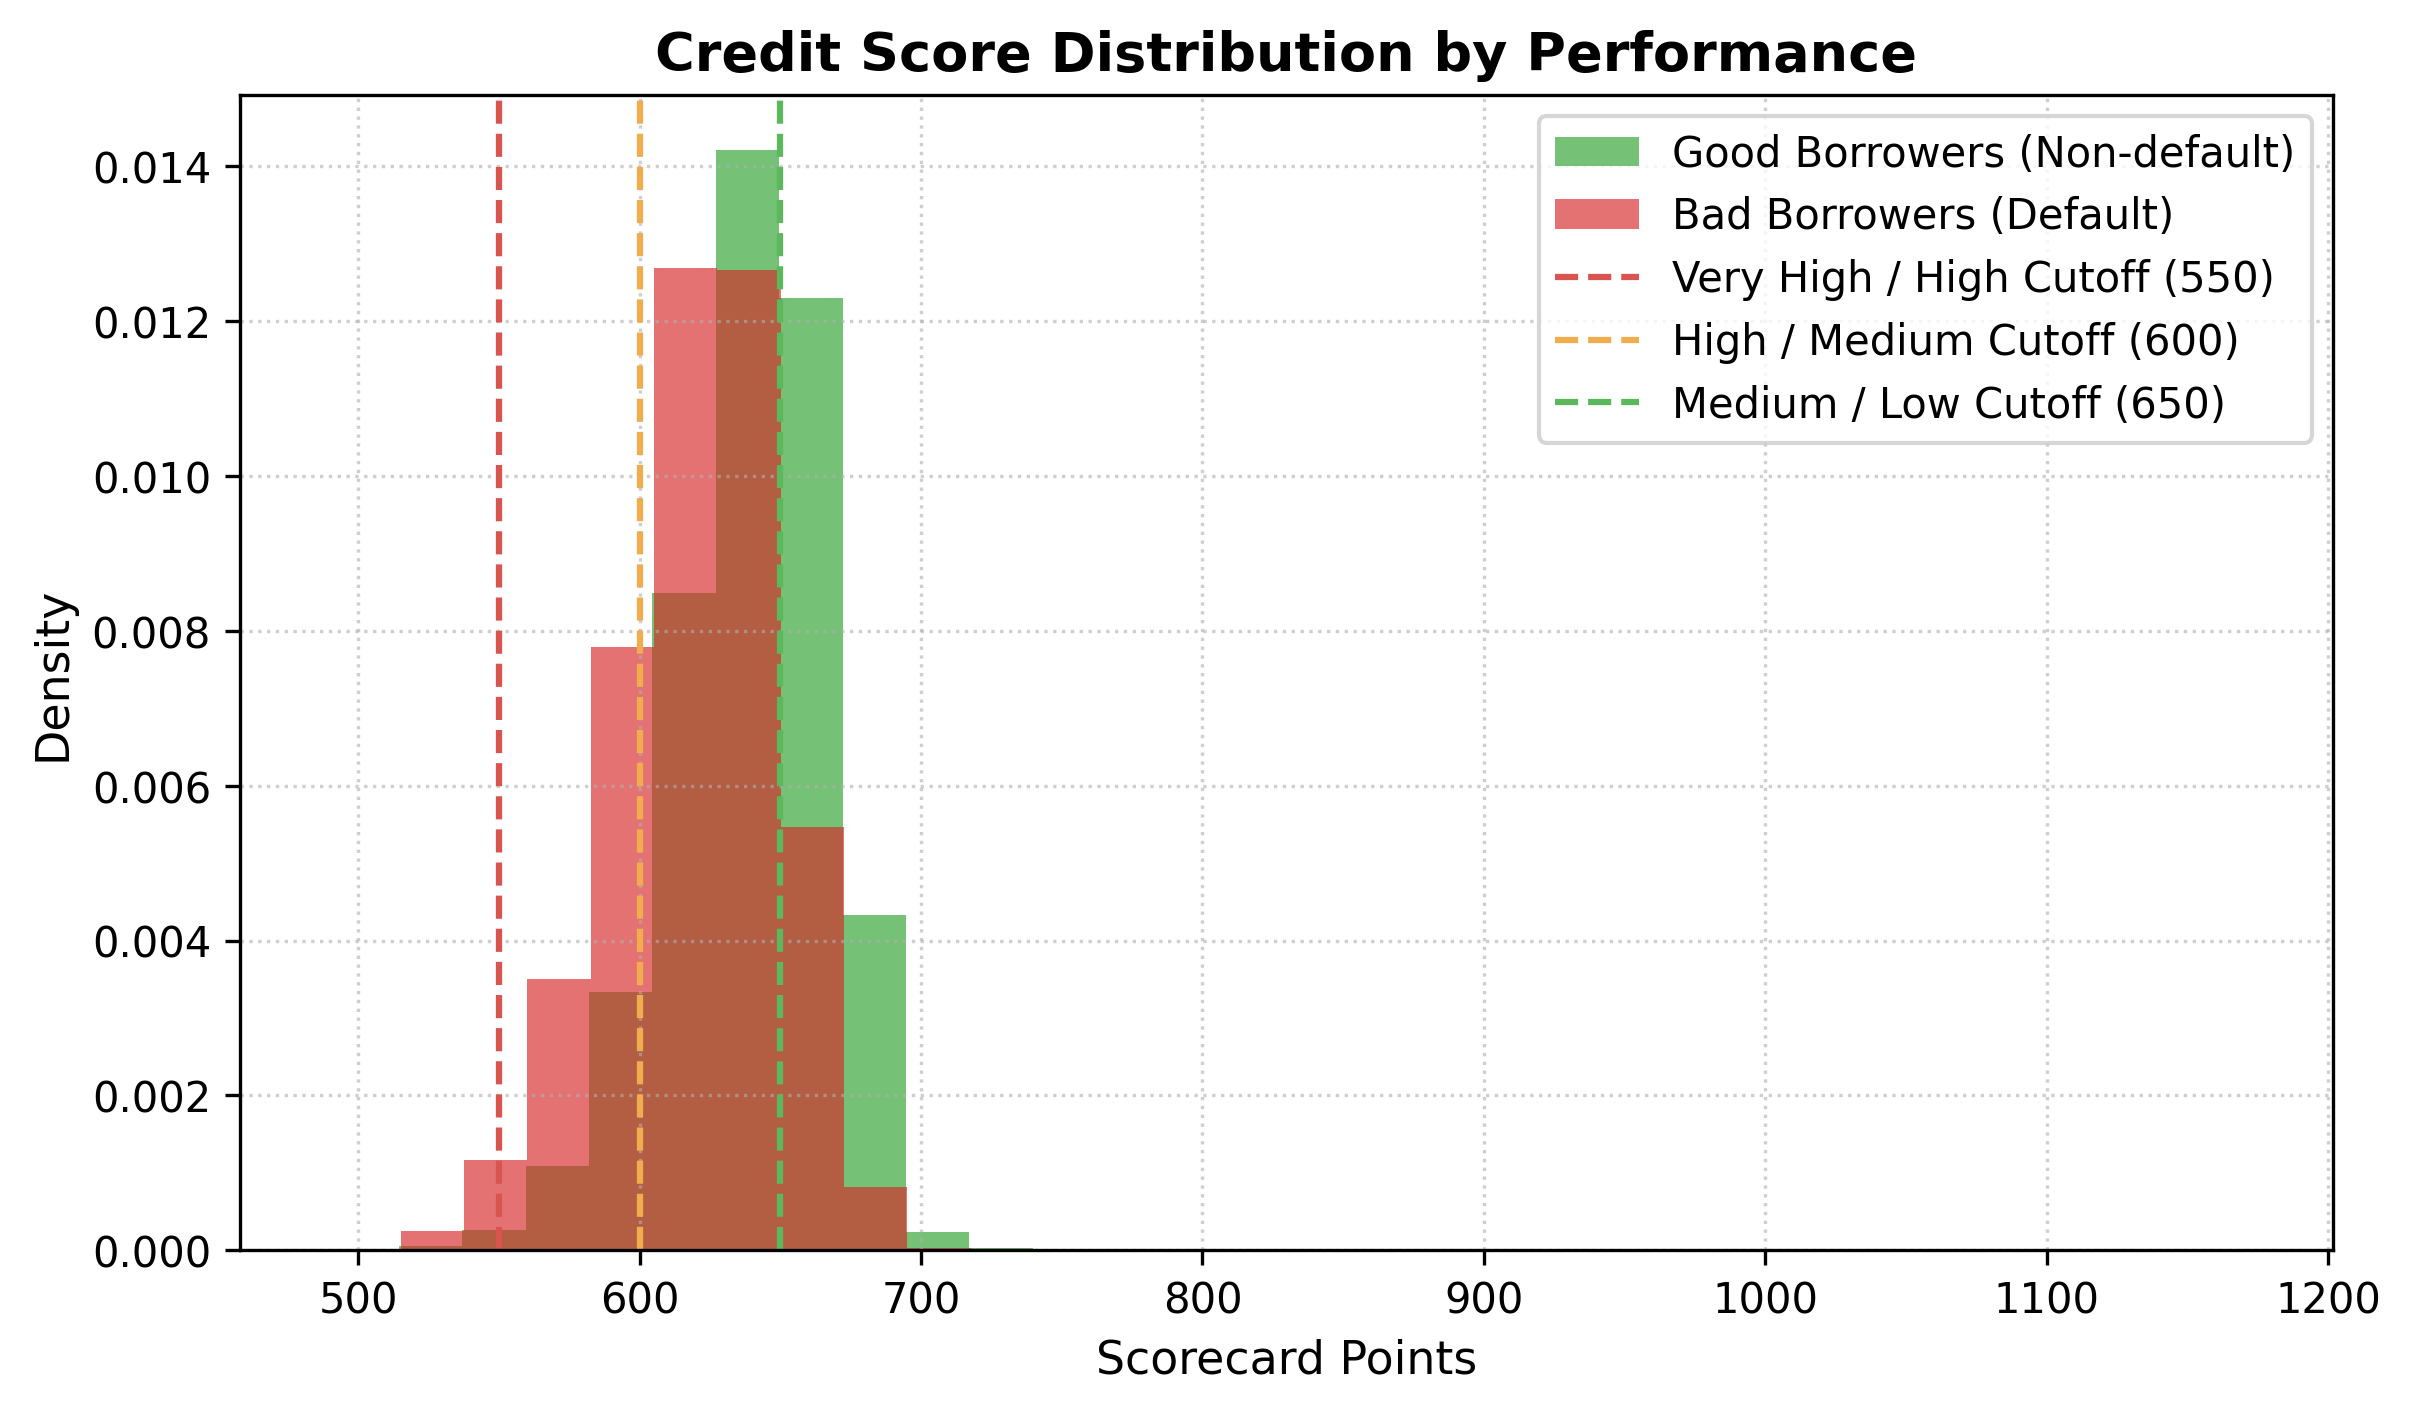 Credit Score Distribution by Performance
Good Borrowers (Non-default)
Bad Borrowers (Default)
Very High / High Cutoff (550)
High / Medium Cutoff (600)
Medium / Low Cutoff (650)
Density
0.014
0.012
0.010
0.008
0.006
0.004
0.002
0.000
500 600 700 800 900 1000 1100 1200
Scorecard Points